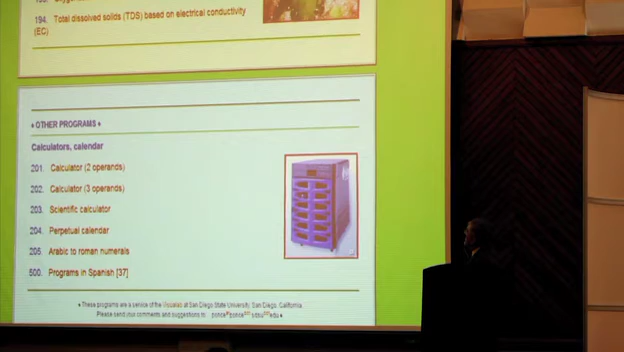 194. Total dissolved solids (TDS) based on electrical conductivity
(EC)
♦ OTHER PROGRAMS ♦
Calculators, calendar
201. Calculator (2 operands)
202. Calculator (3 operands)
203. Scientific calculator
204. Perpetual calendar
205. Arabic to roman numerals
500. Programs in Spanish [37]
♦ These programs are a service of the Visualab at San Diego State University, San Diego, California.
Please send your comments and suggestions to: